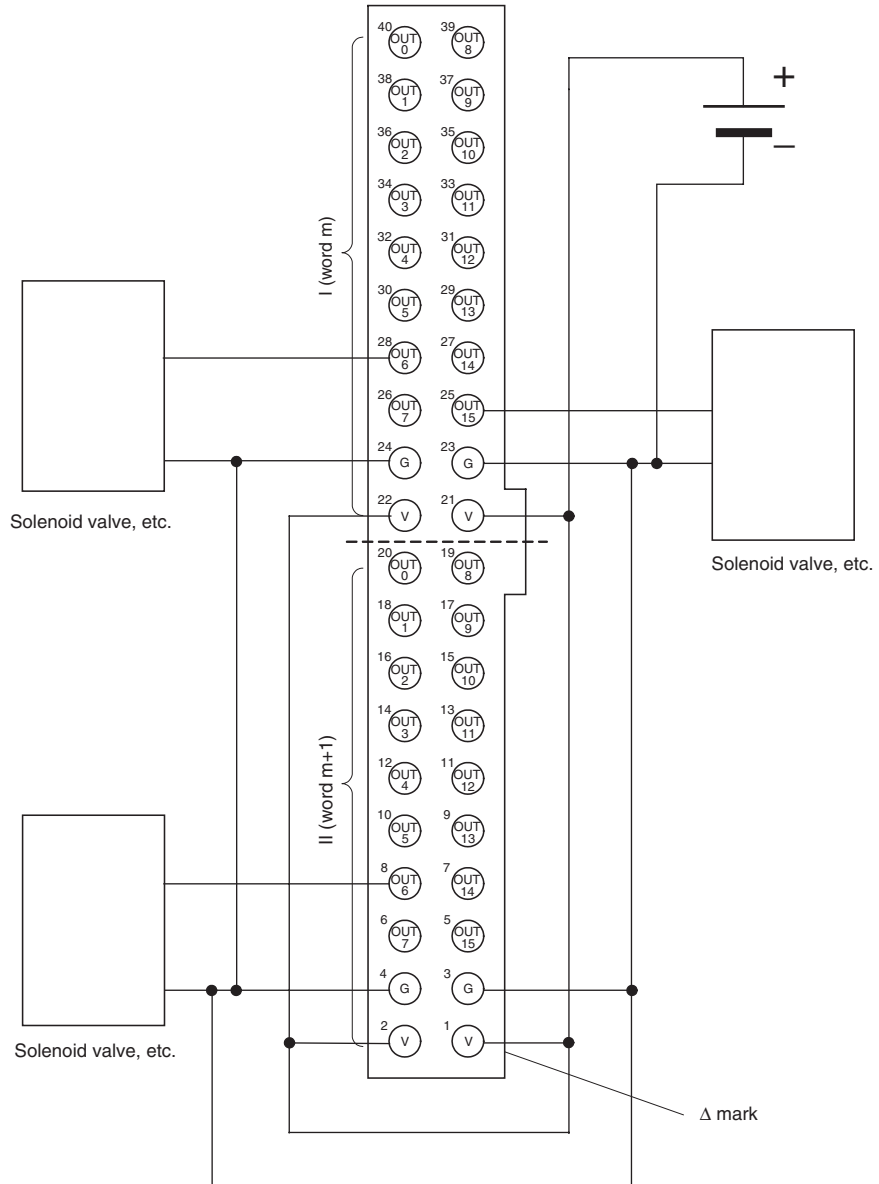 40 OUT 0 39 OUT 8
38 OUT 1 37 OUT 9
36 OUT 2 35 OUT 10
34 OUT 3 33 OUT 11
32 OUT 4 31 OUT 12
30 OUT 5 29 OUT 13
28 OUT 6 27 OUT 14
26 OUT 7 25 OUT 15
24 G 23 G
22 V 21 V
I (word m)
+
−
Solenoid valve, etc.
Solenoid valve, etc.
20 OUT 0 19 OUT 8
18 OUT 1 17 OUT 9
16 OUT 2 15 OUT 10
14 OUT 3 13 OUT 11
12 OUT 4 11 OUT 12
10 OUT 5 9 OUT 13
8 OUT 6 7 OUT 14
6 OUT 7 5 OUT 15
4 G 3 G
2 V 1 V
II (word m+1)
Solenoid valve, etc.
Δ mark